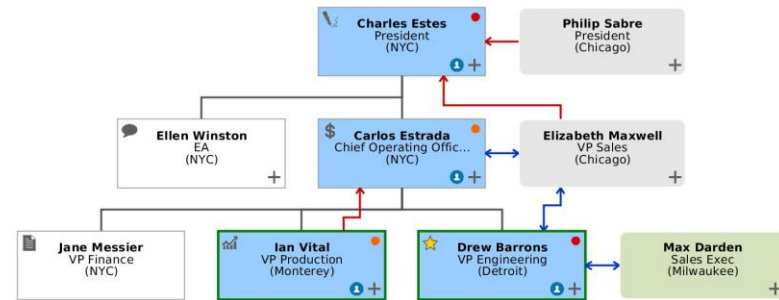 Charles Estes
President
(NYC)
Philip Sabre
President
(Chicago)
Ellen Winston
EA
(NYC)
$
Carlos Estrada
Chief Operating Offic...
(NYC)
Elizabeth Maxwell
VP Sales
(Chicago)
Jane Messier
VP Finance
(NYC)
Ian Vital
VP Production
(Monterey)
Drew Barrons
VP Engineering
(Detroit)
Max Darden
Sales Exec
(Milwaukee)